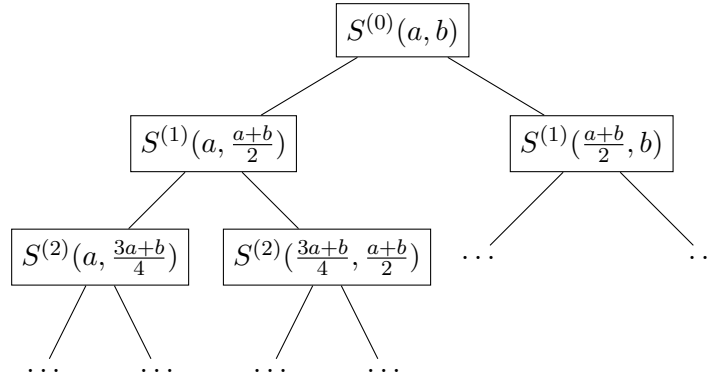 S^{(0)}(a, b)
S^{(1)}(a, \frac{a+b}{2}) S^{(1)}(\frac{a+b}{2}, b)
S^{(2)}(a, \frac{3a+b}{4}) S^{(2)}(\frac{3a+b}{4}, \frac{a+b}{2}) ... ..
... ... ... ...